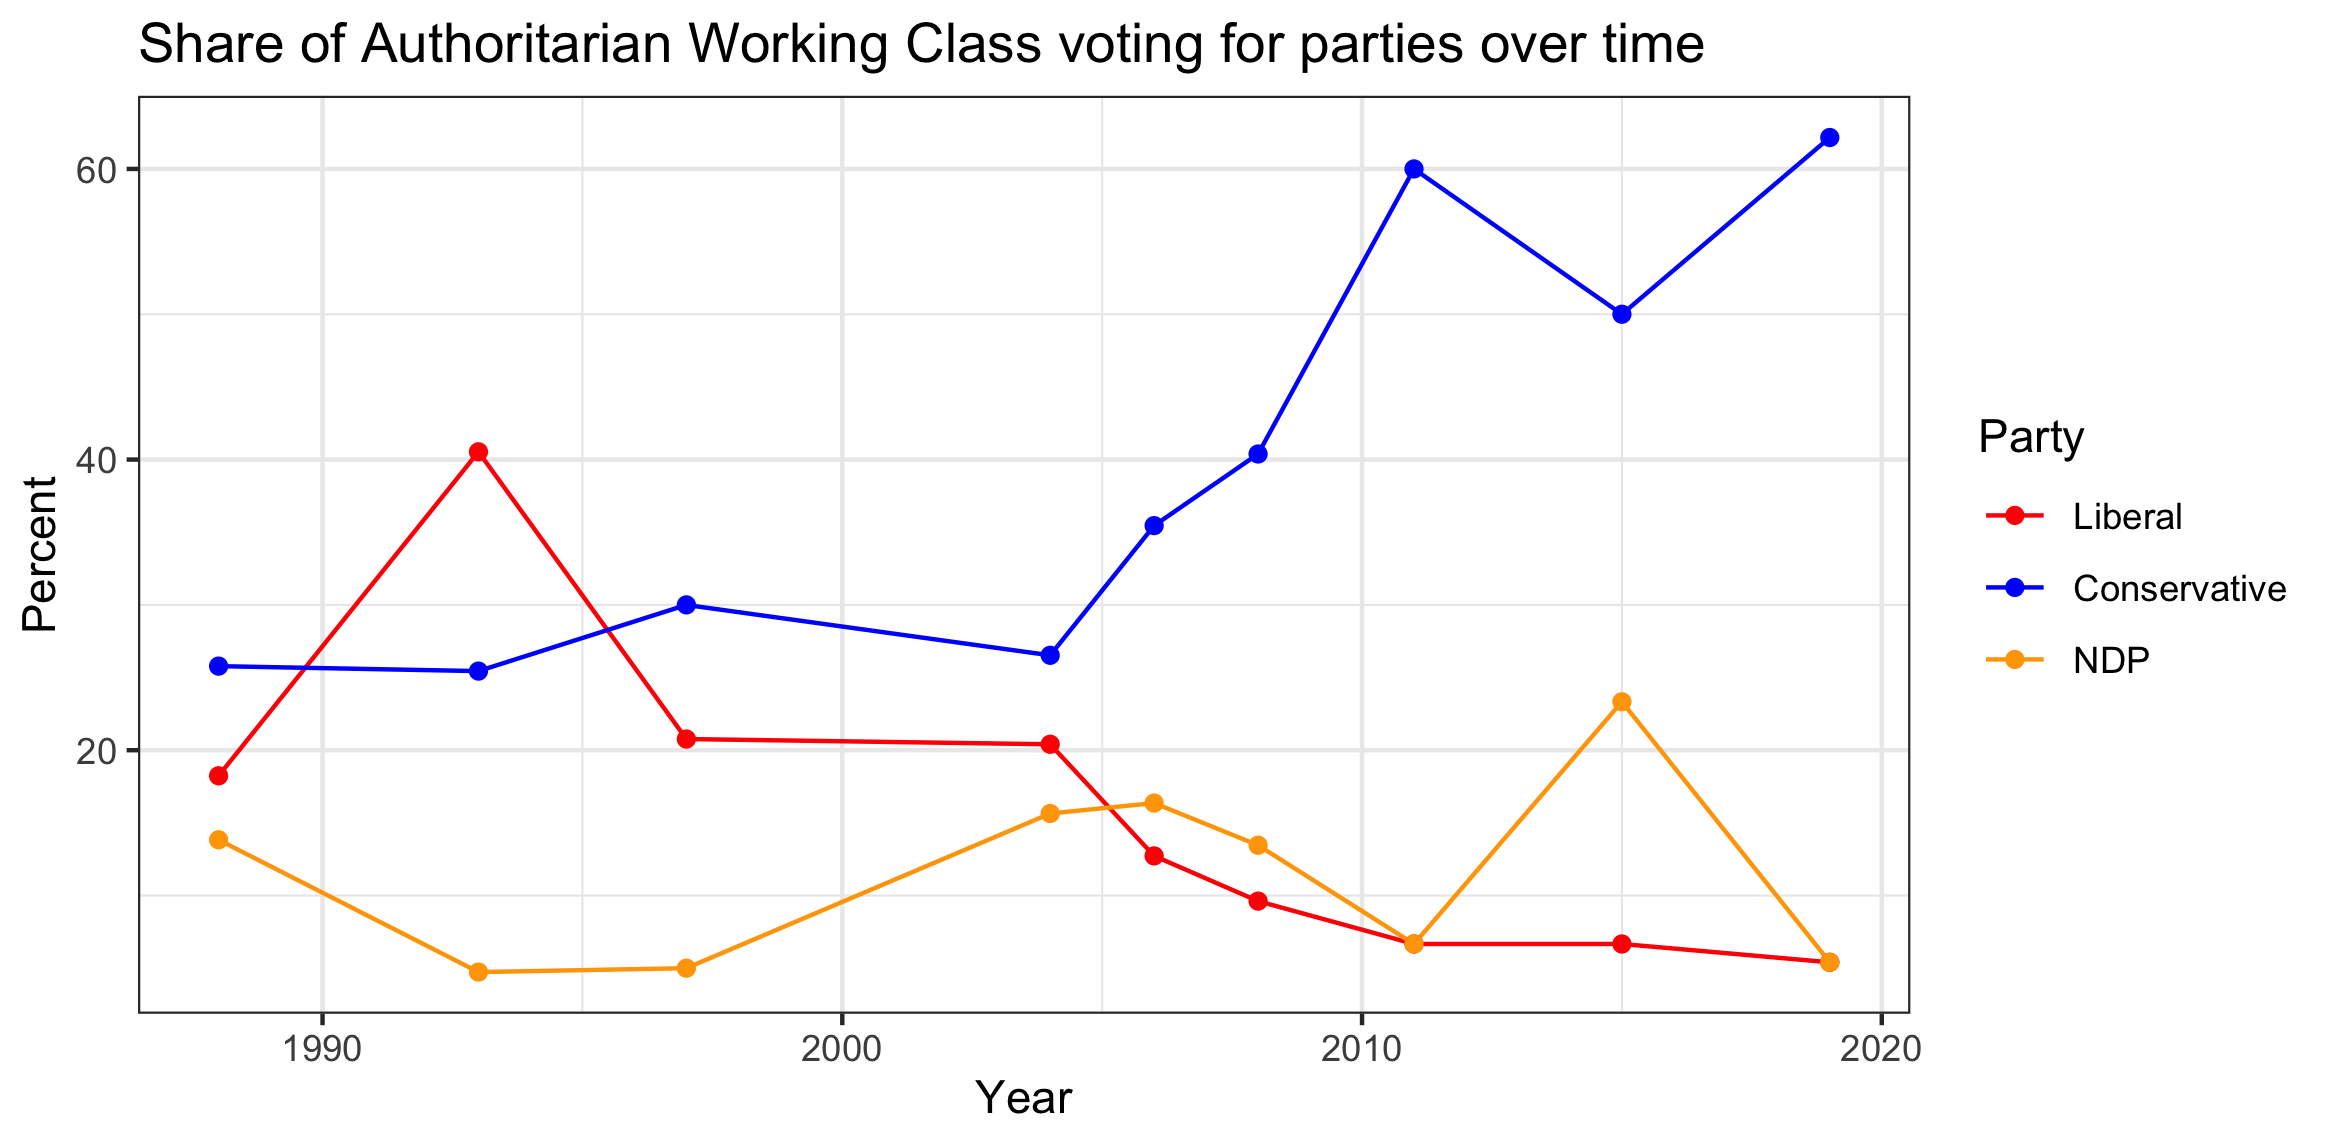 Share of Authoritarian Working Class voting for parties over time
60
40
20
Percent
1990 2000 2010 2020
Year
Party
Liberal
Conservative
NDP